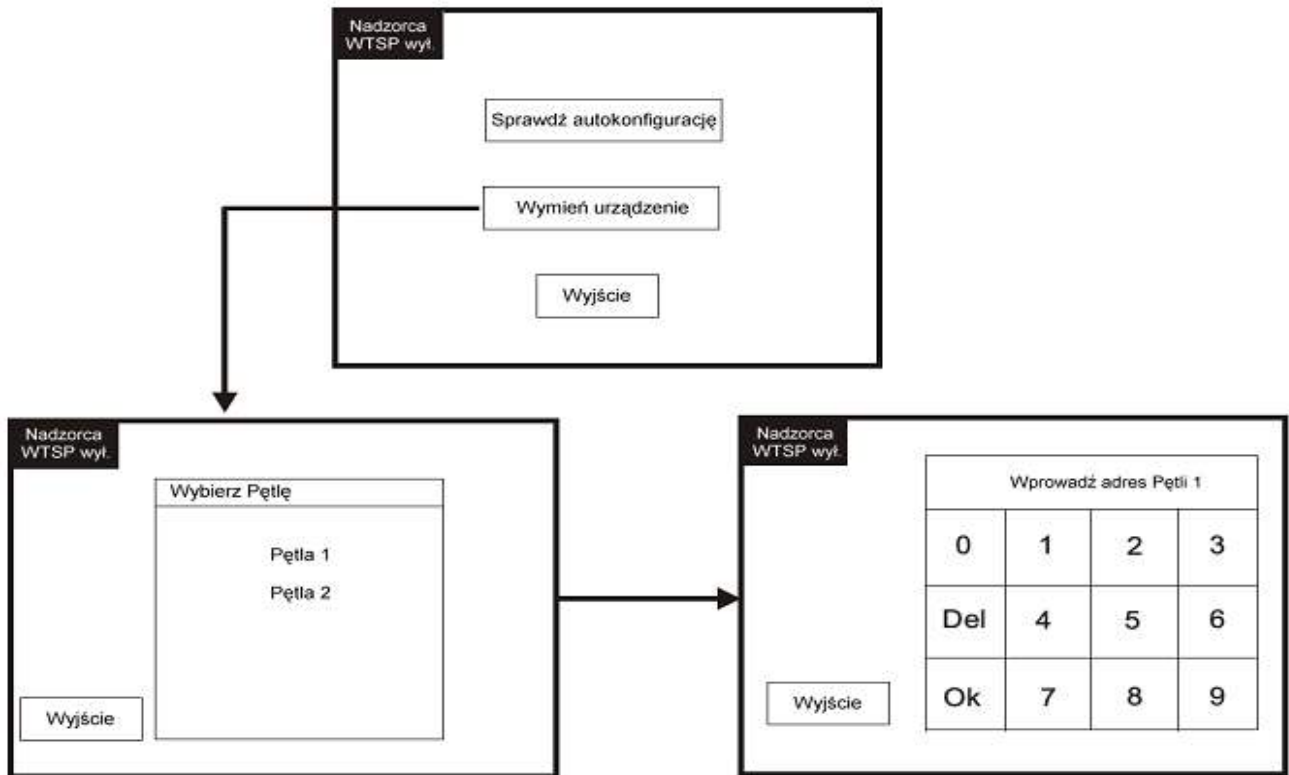 Nadzorca
WTSP wył.
Sprawdź autokonfigurację
Wymień urządzenie
Wyjście
Nadzorca
WTSP wył.
Wybierz Pętlę
Pętla 1
Pętla 2
Wyjście
Nadzorca
WTSP wył.
Wprowadź adres Pętli 1
0 1 2 3
Del 4 5 6
Ok 7 8 9
Wyjście